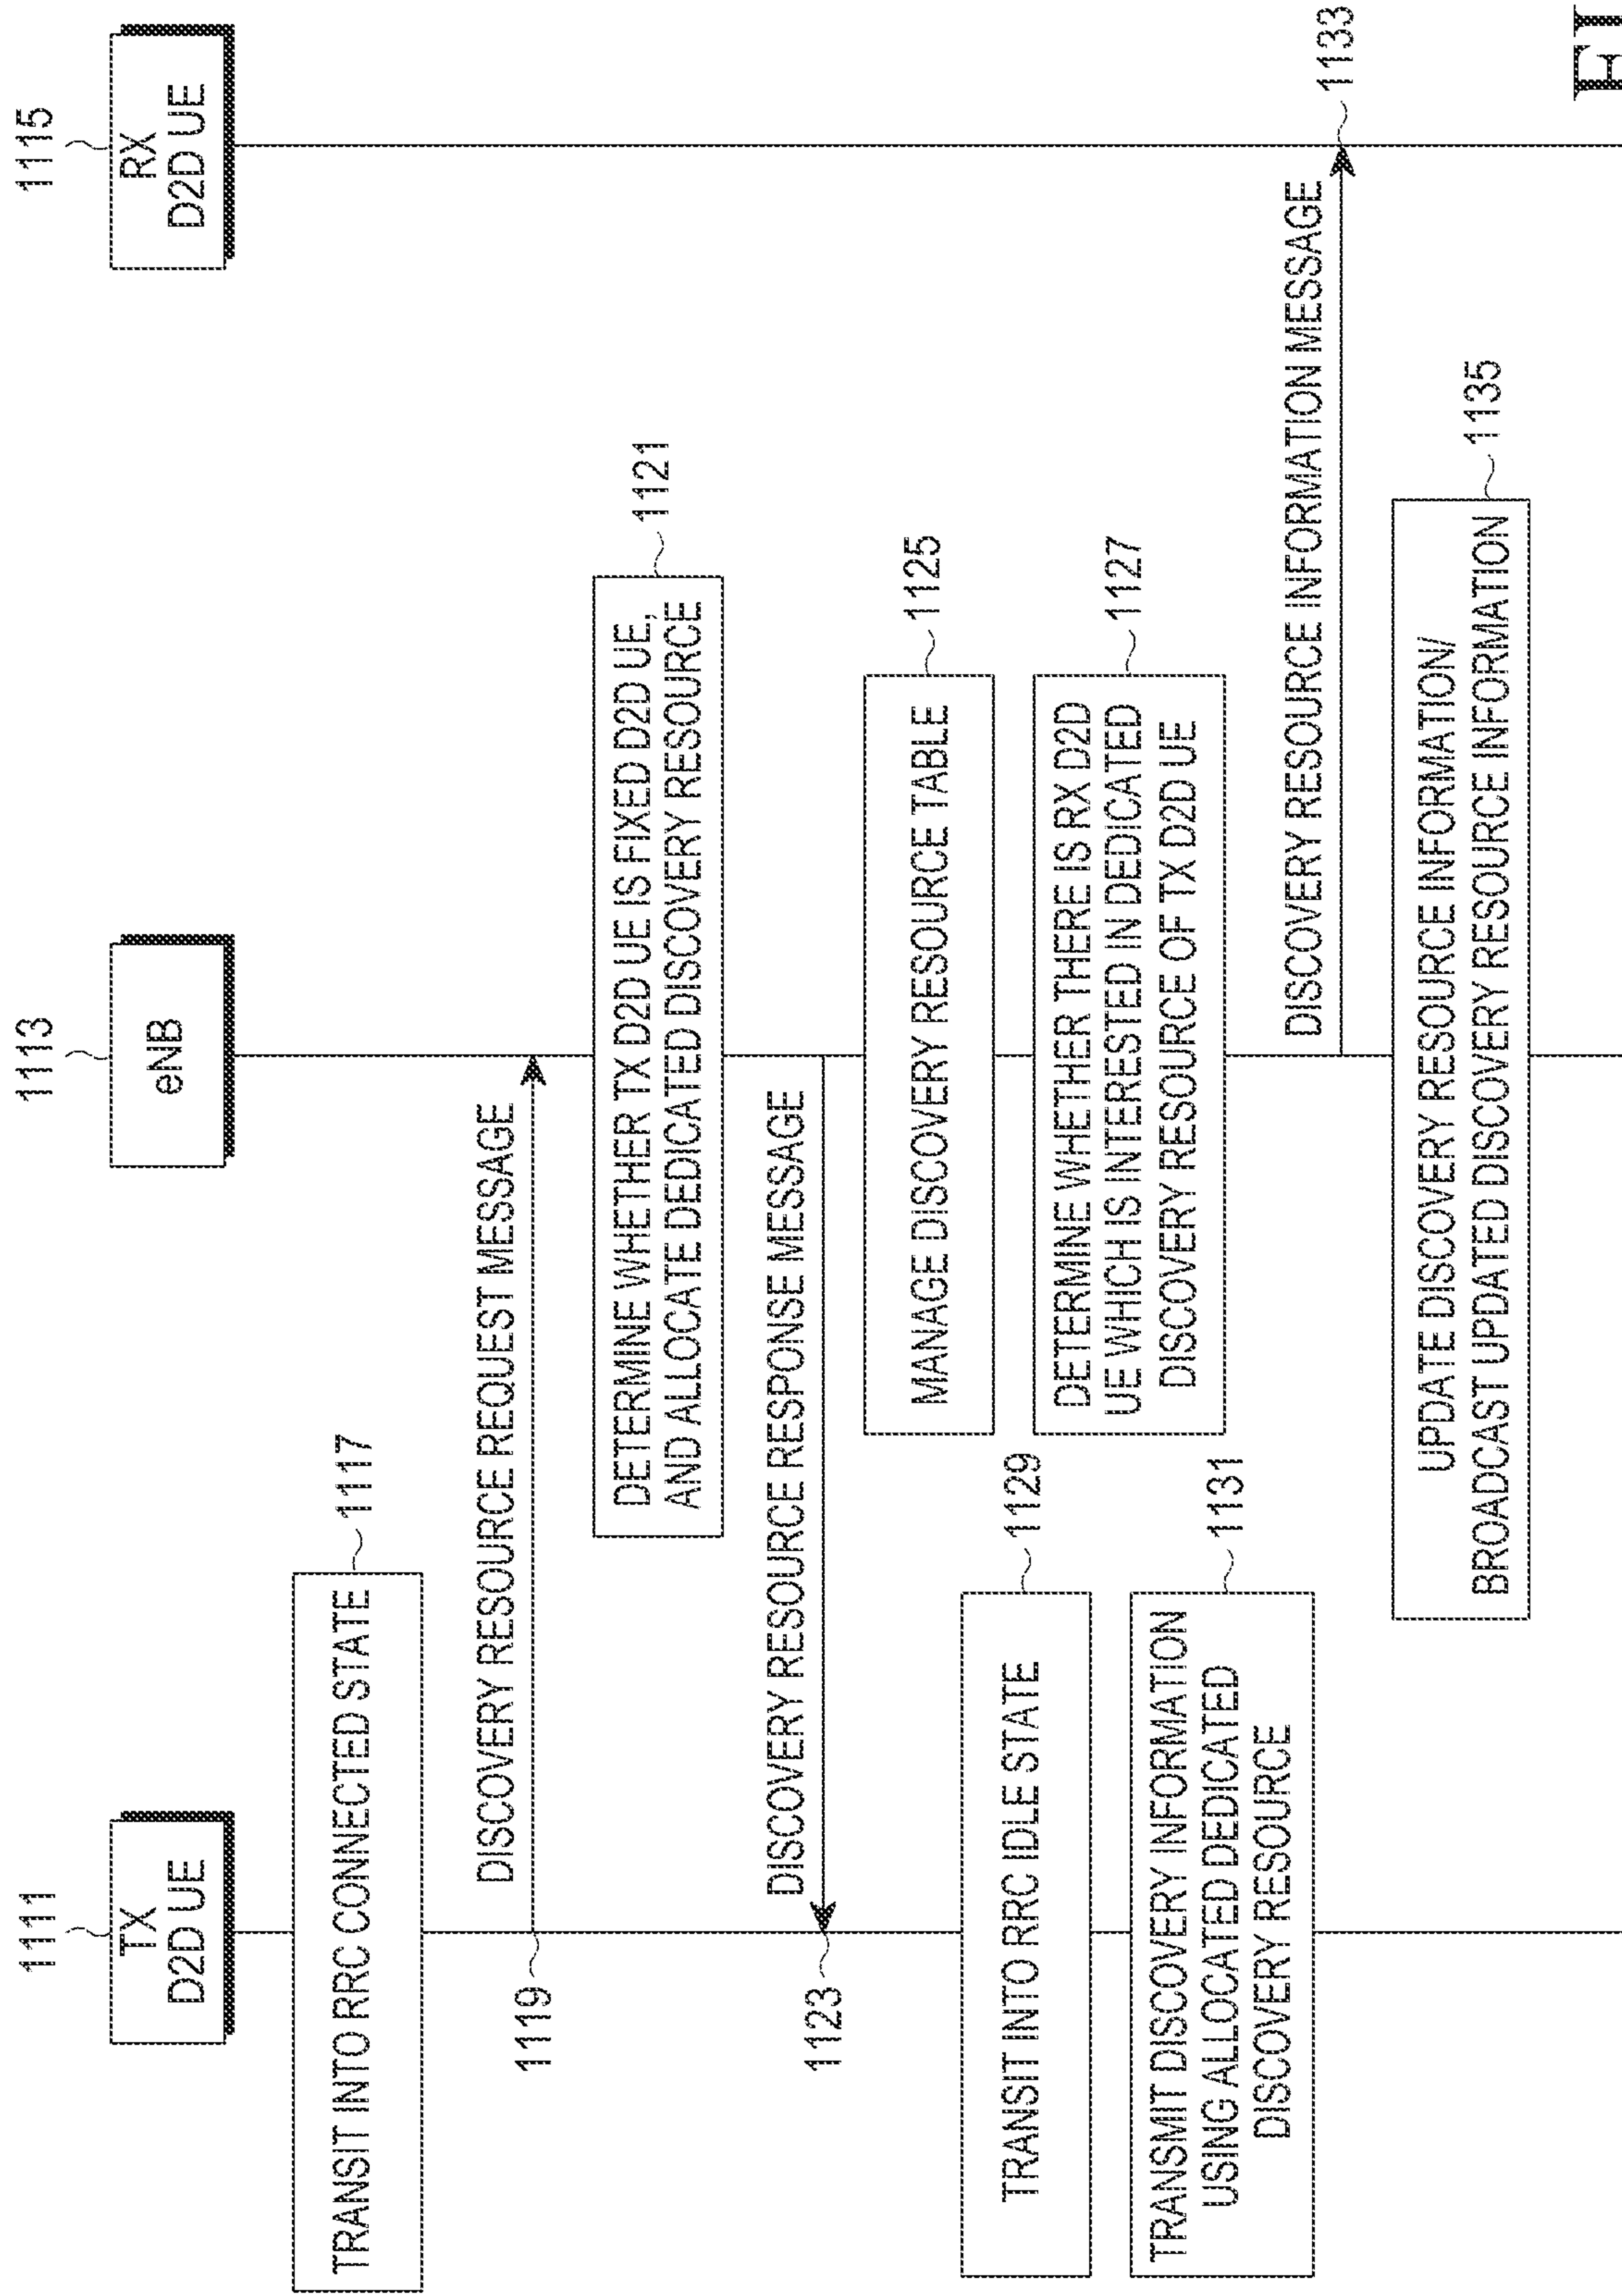 1111
TX
D2D UE
1113
eNB
1115
RX
D2D UE
TRANSIT INTO RRC CONNECTED STATE
1117
DISCOVERY RESOURCE REQUEST MESSAGE
1119
DETERMINE WHETHER TX D2D UE IS FIXED D2D UE,
AND ALLOCATE DEDICATED DISCOVERY RESOURCE
1121
DISCOVERY RESOURCE RESPONSE MESSAGE
1123
MANAGE DISCOVERY RESOURCE TABLE
1125
TRANSIT INTO RRC IDLE STATE
1129
DETERMINE WHETHER THERE IS RX D2D
UE WHICH IS INTERESTED IN DEDICATED
DISCOVERY RESOURCE OF TX D2D UE
1127
TRANSMIT DISCOVERY INFORMATION
USING ALLOCATED DEDICATED
DISCOVERY RESOURCE
1131
DISCOVERY RESOURCE INFORMATION MESSAGE
1133
UPDATE DISCOVERY RESOURCE INFORMATION/
BROADCAST UPDATED DISCOVERY RESOURCE INFORMATION
1135